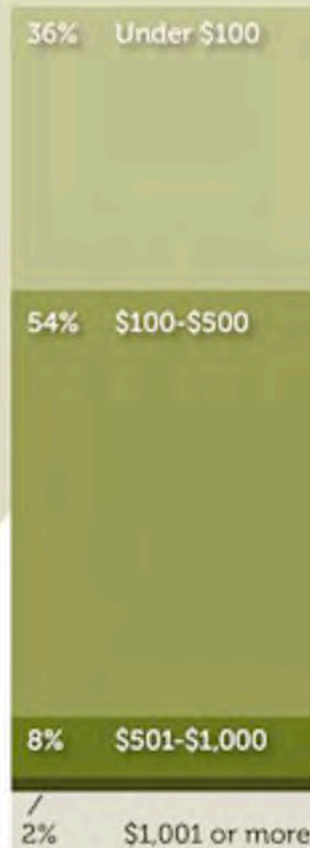 36% Under $100
54% $100-$500
8% $501-$1,000
2% $1,001 or more